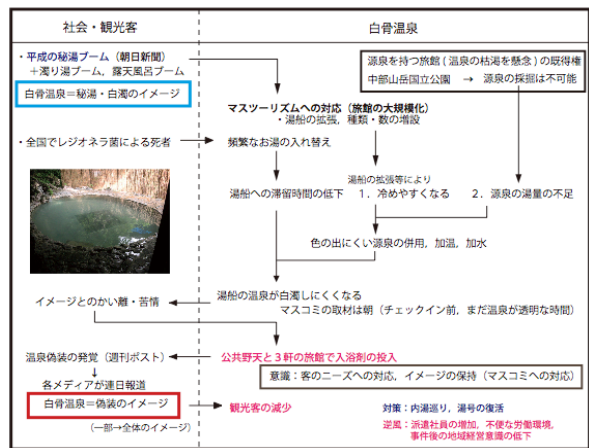 社会・観光客
白骨温泉
・平成の秘湯ブーム（朝日新聞）
＋濁り湯ブーム，露天風呂ブーム
白骨温泉＝秘湯・白濁のイメージ
源泉を持つ旅館（温泉の枯渇を懸念）の既得権
中部山岳国立公園 → 源泉の採掘は不可能
マスツーリズムへの対応（旅館の大規模化）
・湯船の拡張，種類・数の増設
・全国でレジオネラ菌による死者
頻繁なお湯の入れ替え
湯船への滞留時間の低下
湯船の拡張等により
1．冷めやすくなる
2．源泉の湯量の不足
色の出にくい源泉の併用，加温，加水
湯船の温泉が白濁しにくくなる
イメージとのかい離・苦情
マスコミの取材は朝（チェックイン前，まだ温泉が透明な時間）
温泉偽装の発覚（週刊ポスト）
公共野天と３軒の旅館で入浴剤の投入
意識：客のニーズへの対応，イメージの保持（マスコミへの対応）
各メディアが連日報道
白骨温泉＝偽装のイメージ
（一部→全体のイメージ）
観光客の減少
対策：内湯巡り，湯号の復活
逆風：派遣社員の増加，不便な労働環境，
事件後の地域経営意識の低下